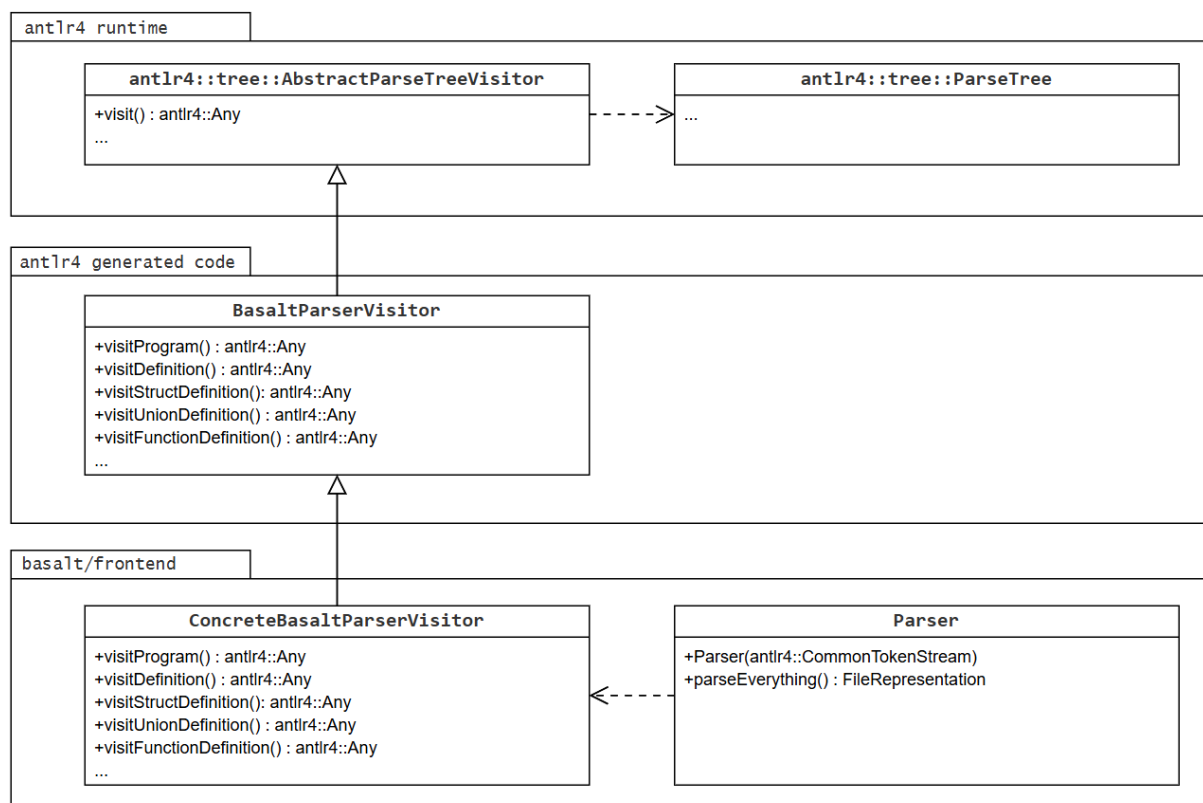 antlr4 runtime
antlr4::tree::AbstractParseTreeVisitor
+visit() : antlr4::Any
...
antlr4::tree::ParseTree
...
antlr4 generated code
BasaltParserVisitor
+visitProgram() : antlr4::Any
+visitDefinition() : antlr4::Any
+visitStructDefinition(): antlr4::Any
+visitUnionDefinition() : antlr4::Any
+visitFunctionDefinition() : antlr4::Any
...
basalt/frontend
ConcreteBasaltParserVisitor
+visitProgram() : antlr4::Any
+visitDefinition() : antlr4::Any
+visitStructDefinition(): antlr4::Any
+visitUnionDefinition() : antlr4::Any
+visitFunctionDefinition() : antlr4::Any
...
Parser
+Parser(antlr4::CommonTokenStream)
+parseEverything() : FileRepresentation